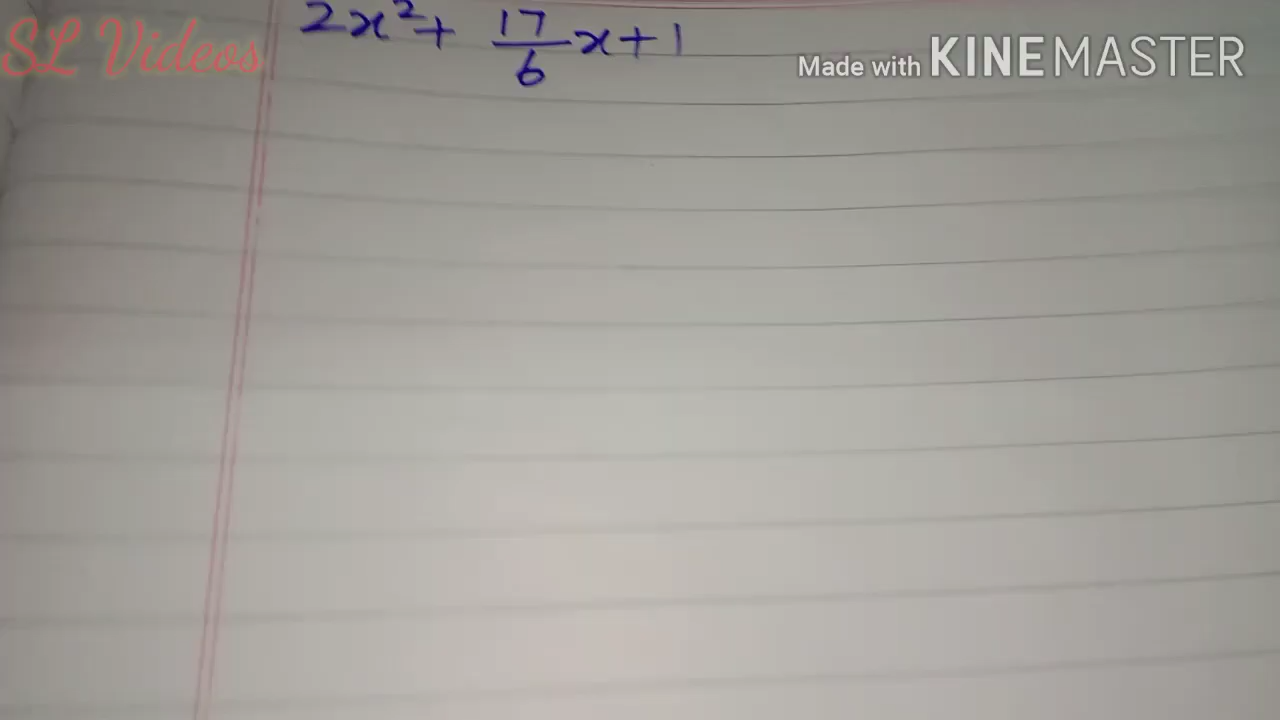 SL Videos
2x² + 17/6 x + 1
Made with KINEMASTER